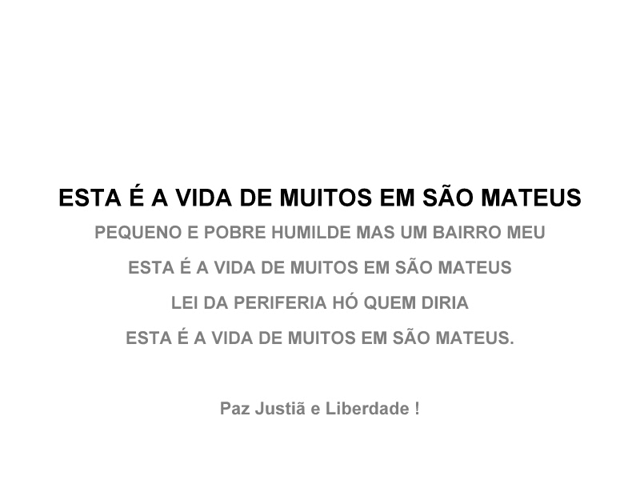 ESTA É A VIDA DE MUITOS EM SÃO MATEUS
PEQUENO E POBRE HUMILDE MAS UM BAIRRO MEU
ESTA É A VIDA DE MUITOS EM SÃO MATEUS
LEI DA PERIFERIA HÓ QUEM DIRIA
ESTA É A VIDA DE MUITOS EM SÃO MATEUS.
Paz Justiã e Liberdade !